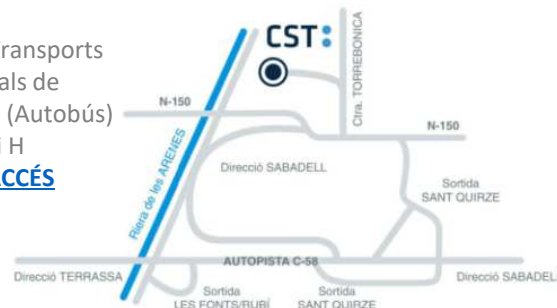 ransports
als de
(Autobús)
i H
CCÉS
CST:
Ctra. TORREBONICA
N-150
N-150
Riera de les ARENES
Direcció SABADELL
Sortida
SANT QUIRZE
AUTOPISTA C-58
Direcció TERRASSA
Direcció SABADEL
Sortida
LES FONTS/RUBÍ
Sortida
SANT QUIRZE